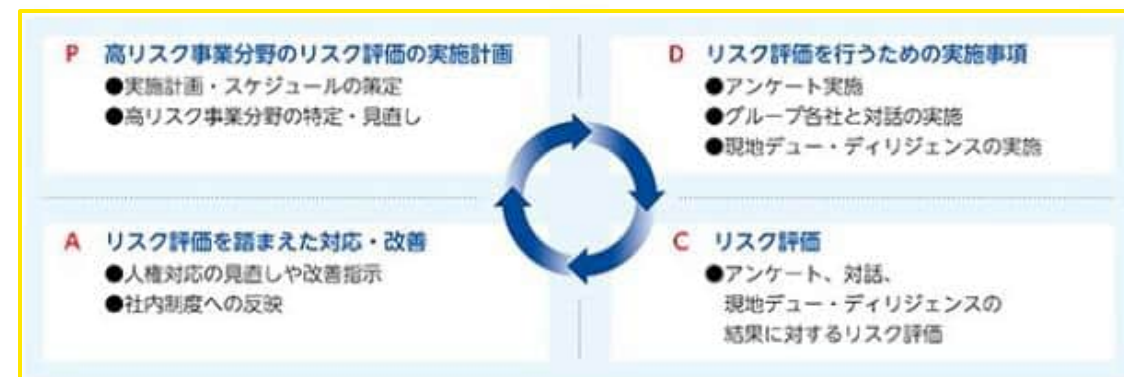 P 高リスク事業分野のリスク評価の実施計画
●実施計画・スケジュールの策定
●高リスク事業分野の特定・見直し
D リスク評価を行うための実施事項
●アンケート実施
●グループ各社と対話の実施
●現地デュー・ディリジェンスの実施
A リスク評価を踏まえた対応・改善
●人権対応の見直しや改善指示
●社内制度への反映
C リスク評価
●アンケート、対話、
現地デュー・ディリジェンスの
結果に対するリスク評価